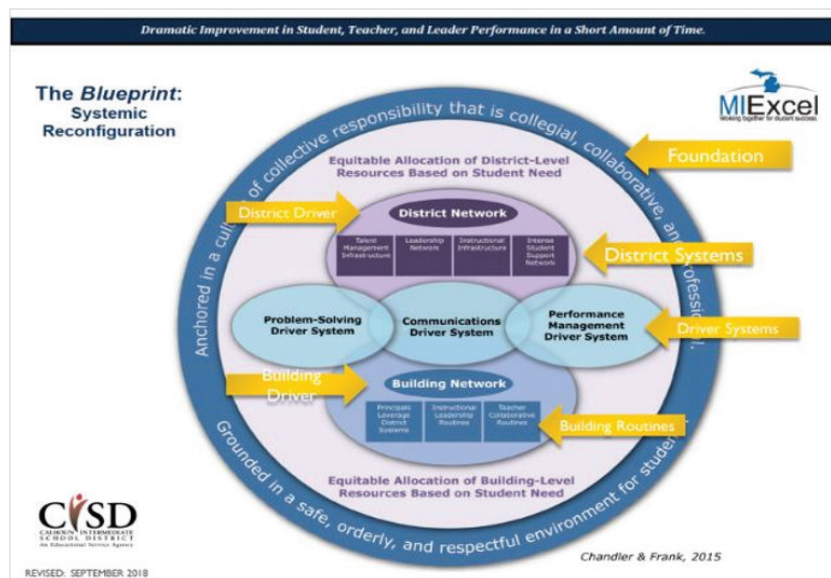 Dramatic Improvement in Student, Teacher, and Leader Performance in a Short Amount of Time.
The Blueprint:
Systemic
Reconfiguration
MIExcel
Working together for student success.
Anchored in a culture of collective responsibility that is collegial, collaborative, and professional.
Foundation
Equitable Allocation of District-Level
Resources Based on Student Need
District Driver
District Network
Talent
Management
Infrastructure
Leadership
Network
Instructional
Infrastructure
Intense
Student
Support
Network
District Systems
Problem-Solving
Driver System
Communications
Driver System
Performance
Management
Driver System
Driver Systems
Building
Driver
Building Network
Principals
Leverage
District
Systems
Instructional
Leadership
Routines
Teacher
Collaborative
Routines
Building Routines
Equitable Allocation of Building-Level
Resources Based on Student Need
Grounded in a safe, orderly, and respectful environment for students
CISD
CALHOUN INTERMEDIATE
SCHOOL DISTRICT
An Educational Service Agency
Chandler & Frank, 2015
REVISED: SEPTEMBER 2018